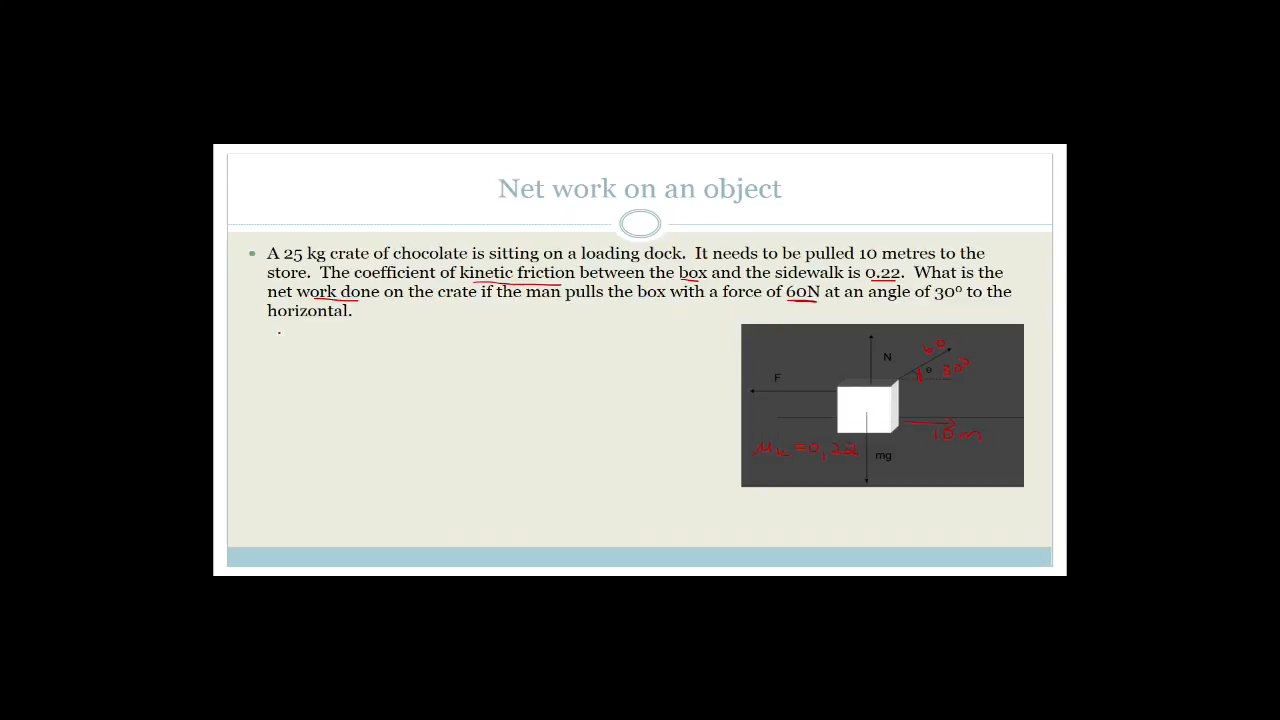 Net work on an object
A 25 kg crate of chocolate is sitting on a loading dock. It needs to be pulled 10 metres to the
store. The coefficient of kinetic friction between the box and the sidewalk is 0.22. What is the
net work done on the crate if the man pulls the box with a force of 60N at an angle of 30º to the
horizontal.
N
60
F
º 30º
10m
μk=0,22
mg